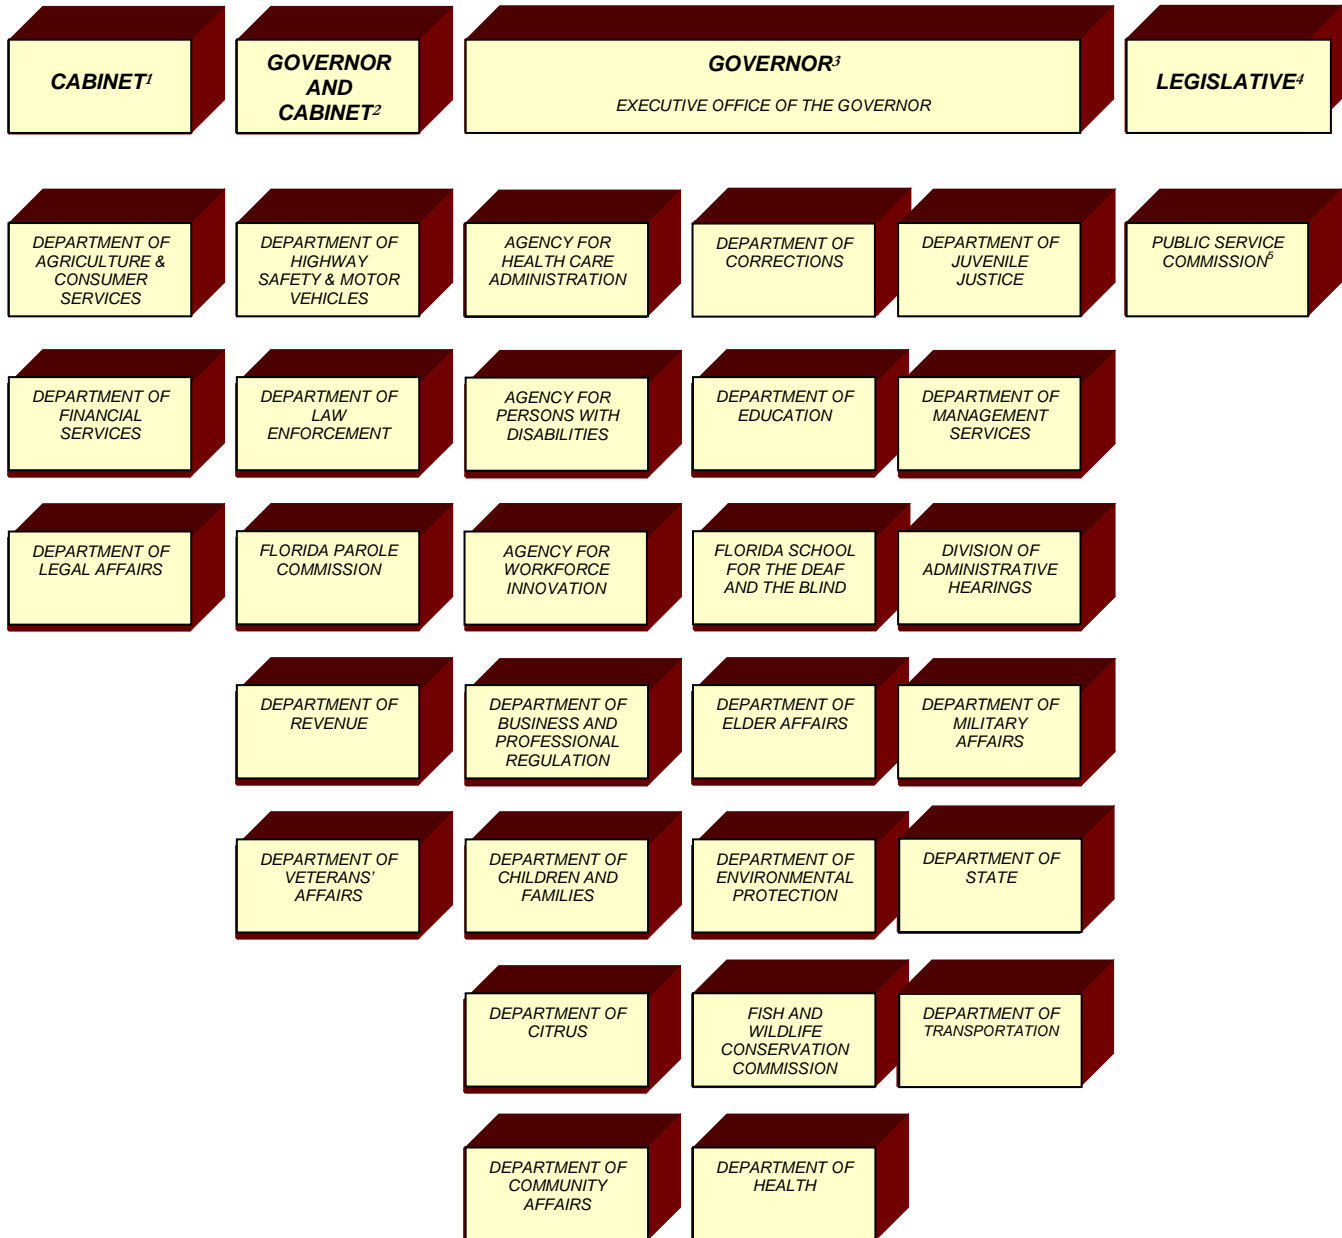 CABINET¹
GOVERNOR
AND
CABINET²
GOVERNOR³
EXECUTIVE OFFICE OF THE GOVERNOR
LEGISLATIVE⁴
DEPARTMENT OF
AGRICULTURE &
CONSUMER
SERVICES
DEPARTMENT OF
HIGHWAY
SAFETY & MOTOR
VEHICLES
AGENCY FOR
HEALTH CARE
ADMINISTRATION
DEPARTMENT OF
CORRECTIONS
DEPARTMENT OF
JUVENILE
JUSTICE
PUBLIC SERVICE
COMMISSION⁵
DEPARTMENT OF
FINANCIAL
SERVICES
DEPARTMENT OF
LAW
ENFORCEMENT
AGENCY FOR
PERSONS WITH
DISABILITIES
DEPARTMENT OF
EDUCATION
DEPARTMENT OF
MANAGEMENT
SERVICES
DEPARTMENT OF
LEGAL AFFAIRS
FLORIDA PAROLE
COMMISSION
AGENCY FOR
WORKFORCE
INNOVATION
FLORIDA SCHOOL
FOR THE DEAF
AND THE BLIND
DIVISION OF
ADMINISTRATIVE
HEARINGS
DEPARTMENT OF
REVENUE
DEPARTMENT OF
BUSINESS AND
PROFESSIONAL
REGULATION
DEPARTMENT OF
ELDER AFFAIRS
DEPARTMENT OF
MILITARY
AFFAIRS
DEPARTMENT OF
VETERANS’
AFFAIRS
DEPARTMENT OF
CHILDREN AND
FAMILIES
DEPARTMENT OF
ENVIRONMENTAL
PROTECTION
DEPARTMENT OF
STATE
DEPARTMENT OF
CITRUS
FISH AND
WILDLIFE
CONSERVATION
COMMISSION
DEPARTMENT OF
TRANSPORTATION
DEPARTMENT OF
COMMUNITY
AFFAIRS
DEPARTMENT OF
HEALTH